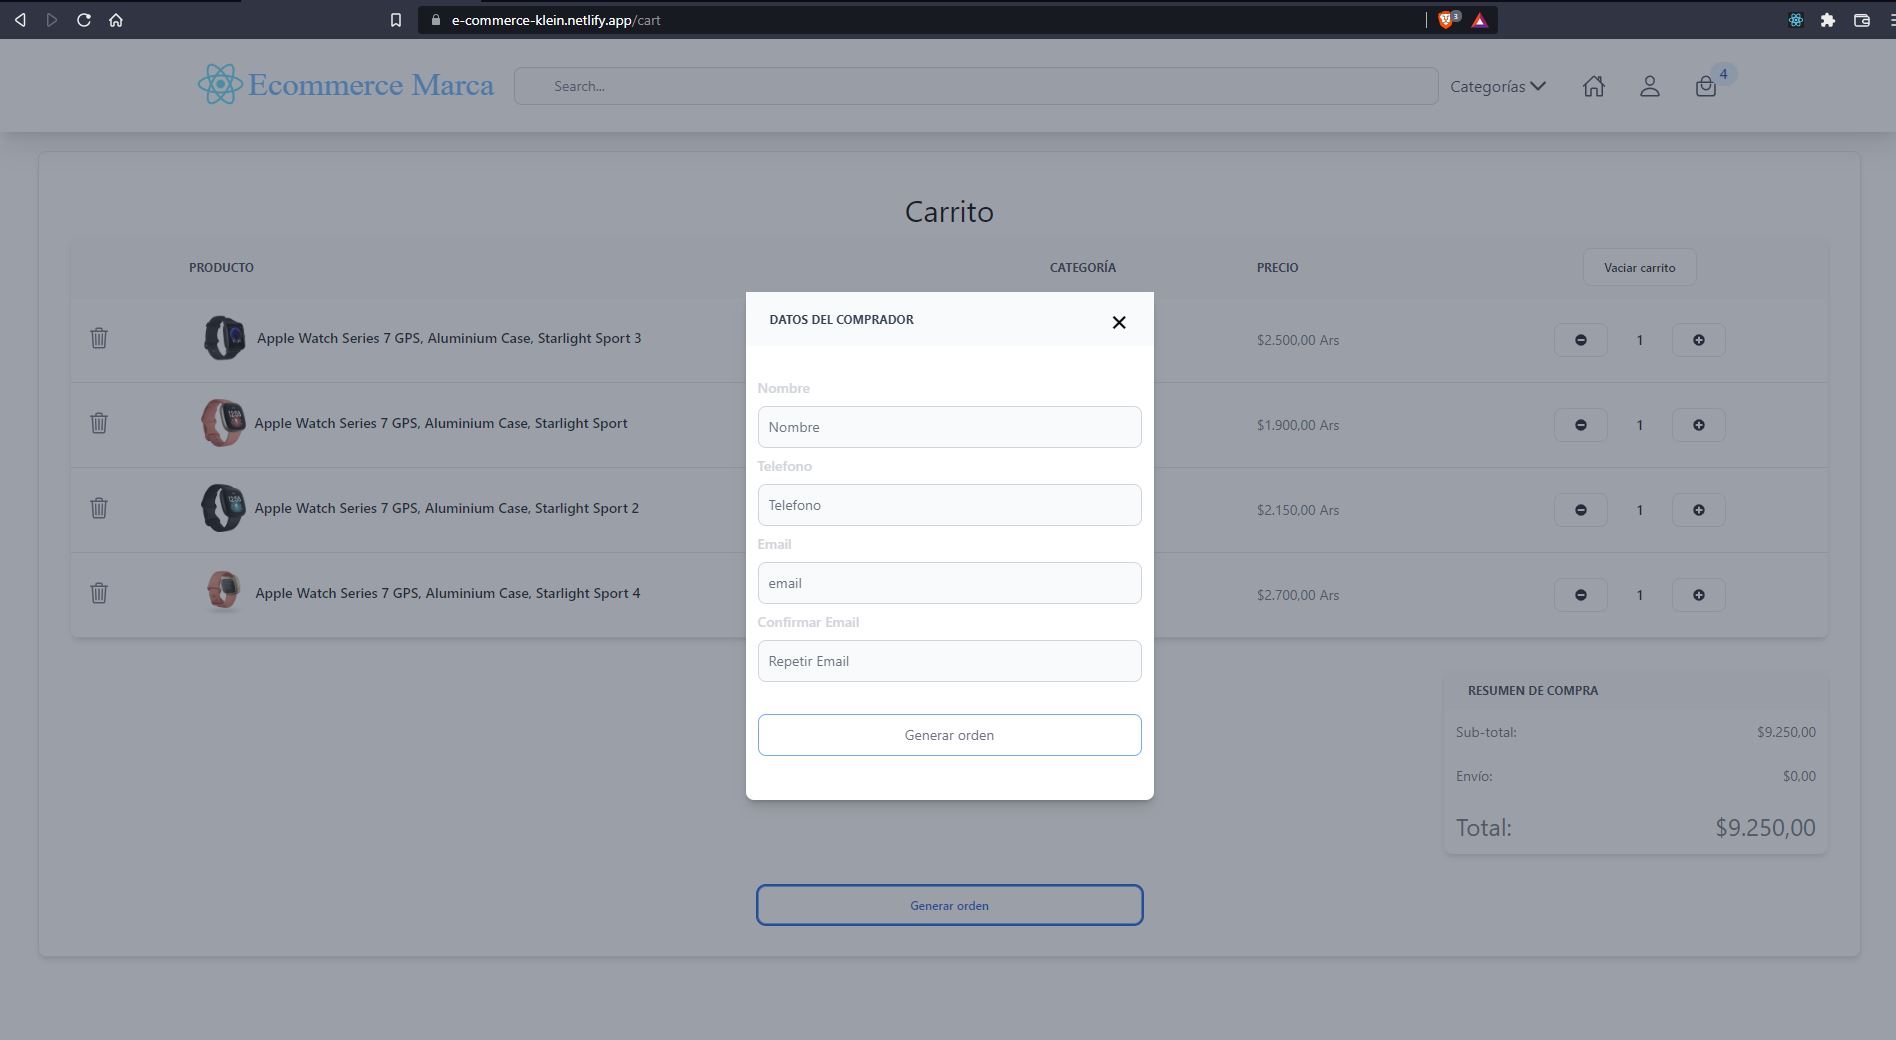 e-commerce-klein.netlify.app/cart
3
Ecommerce Marca
Search...
Categorías
4
Carrito
PRODUCTO
CATEGORÍA
PRECIO
Vaciar carrito
Apple Watch Series 7 GPS, Aluminium Case, Starlight Sport 3
$2.500,00 Ars
1
Apple Watch Series 7 GPS, Aluminium Case, Starlight Sport
$1.900,00 Ars
1
Apple Watch Series 7 GPS, Aluminium Case, Starlight Sport 2
$2.150,00 Ars
1
Apple Watch Series 7 GPS, Aluminium Case, Starlight Sport 4
$2.700,00 Ars
1
DATOS DEL COMPRADOR
Nombre
Nombre
Telefono
Telefono
Email
email
Confirmar Email
Repetir Email
Generar orden
RESUMEN DE COMPRA
Sub-total: $9.250,00
Envío: $0,00
Total: $9.250,00
Generar orden